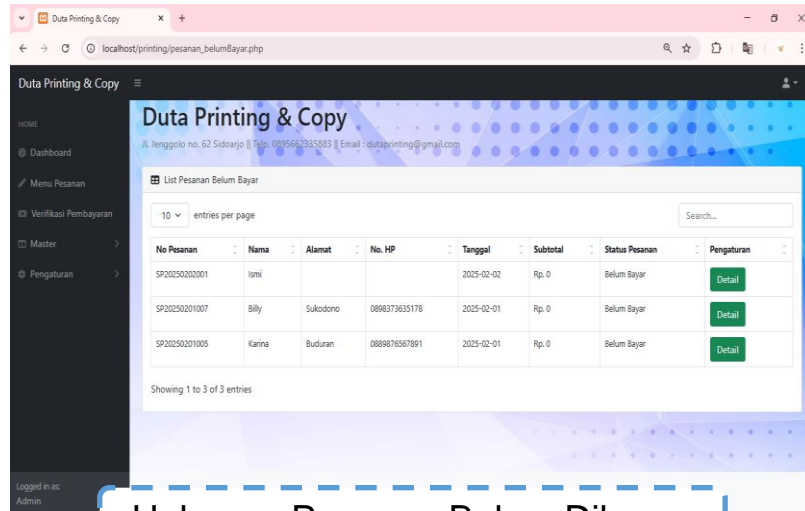 Duta Printing & Copy
localhost/printing/pesanan_belumBayar.php
Duta Printing & Copy
HOME
Dashboard
Menu Pesanan
Verifikasi Pembayaran
Master
Pengaturan
Logged in as:
Admin
Duta Printing & Copy
Jl. Jenggolo no. 62 Sidoarjo || Telp. 0895662335883 || Email : dutaprinting@gmail.com
List Pesanan Belum Bayar
10 entries per page Search...
No Pesanan Nama Alamat No. HP Tanggal Subtotal Status Pesanan Pengaturan
SP20250202001 Ismi 2025-02-02 Rp. 0 Belum Bayar Detail
SP20250201007 Billy Sukodono 0898373635178 2025-02-01 Rp. 0 Belum Bayar Detail
SP20250201005 Karina Buduran 0889876567891 2025-02-01 Rp. 0 Belum Bayar Detail
Showing 1 to 3 of 3 entries